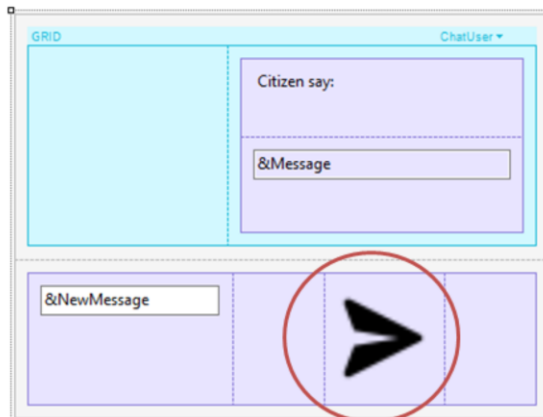 GRID
ChatUser
Citizen say:
&Message
&NewMessage